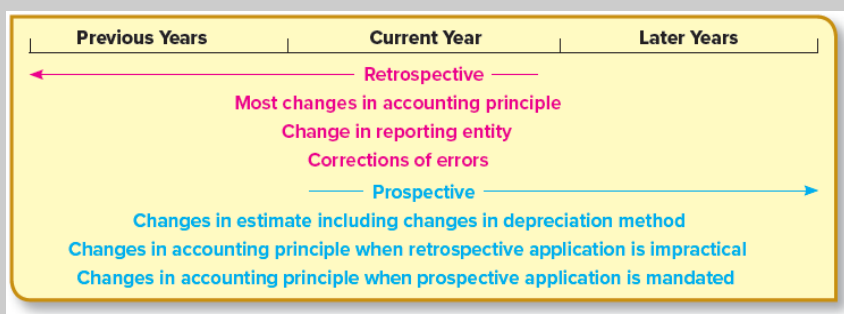 Previous Years Current Year Later Years
Retrospective
Most changes in accounting principle
Change in reporting entity
Corrections of errors
Prospective
Changes in estimate including changes in depreciation method
Changes in accounting principle when retrospective application is impractical
Changes in accounting principle when prospective application is mandated